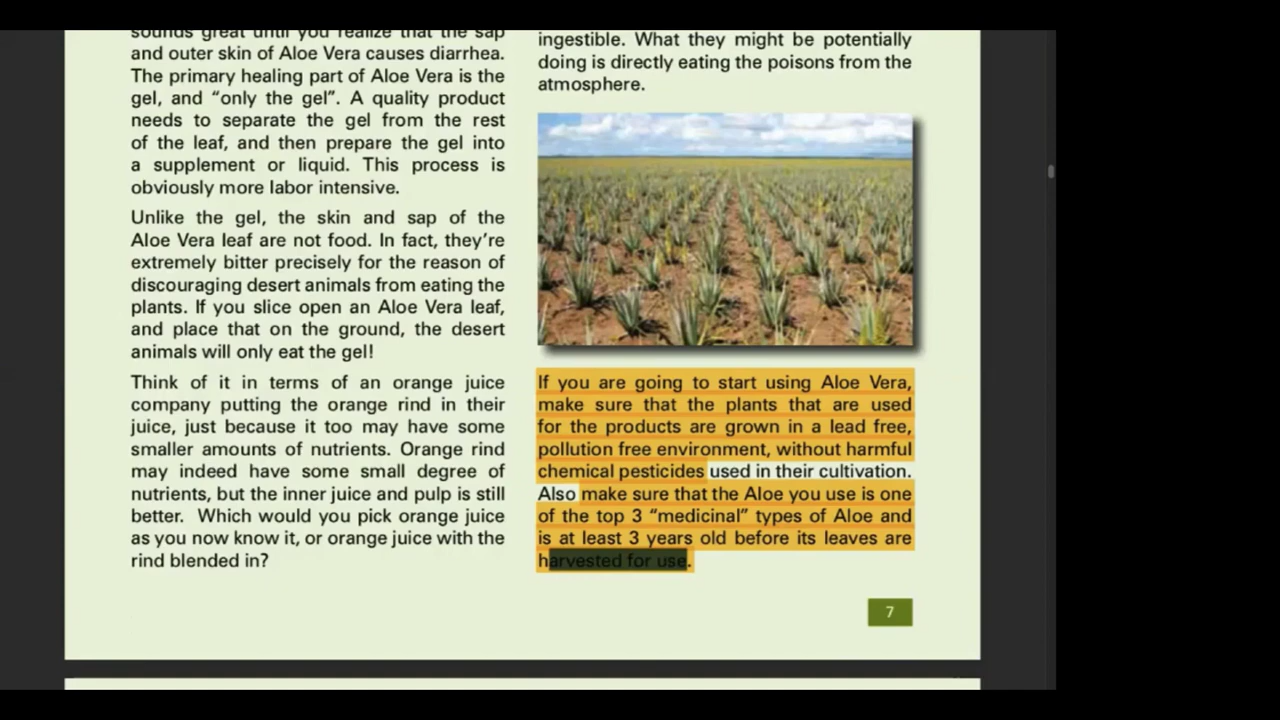 sounds great until you realize that the sap
and outer skin of Aloe Vera causes diarrhea.
The primary healing part of Aloe Vera is the
gel, and “only the gel”. A quality product
needs to separate the gel from the rest
of the leaf, and then prepare the gel into
a supplement or liquid. This process is
obviously more labor intensive.
Unlike the gel, the skin and sap of the
Aloe Vera leaf are not food. In fact, they’re
extremely bitter precisely for the reason of
discouraging desert animals from eating the
plants. If you slice open an Aloe Vera leaf,
and place that on the ground, the desert
animals will only eat the gel!
Think of it in terms of an orange juice
company putting the orange rind in their
juice, just because it too may have some
smaller amounts of nutrients. Orange rind
may indeed have some small degree of
nutrients, but the inner juice and pulp is still
better. Which would you pick orange juice
as you now know it, or orange juice with the
rind blended in?
ingestible. What they might be potentially
doing is directly eating the poisons from the
atmosphere.
If you are going to start using Aloe Vera,
make sure that the plants that are used
for the products are grown in a lead free,
pollution free environment, without harmful
chemical pesticides used in their cultivation.
Also make sure that the Aloe you use is one
of the top 3 “medicinal” types of Aloe and
is at least 3 years old before its leaves are
harvested for use.
7